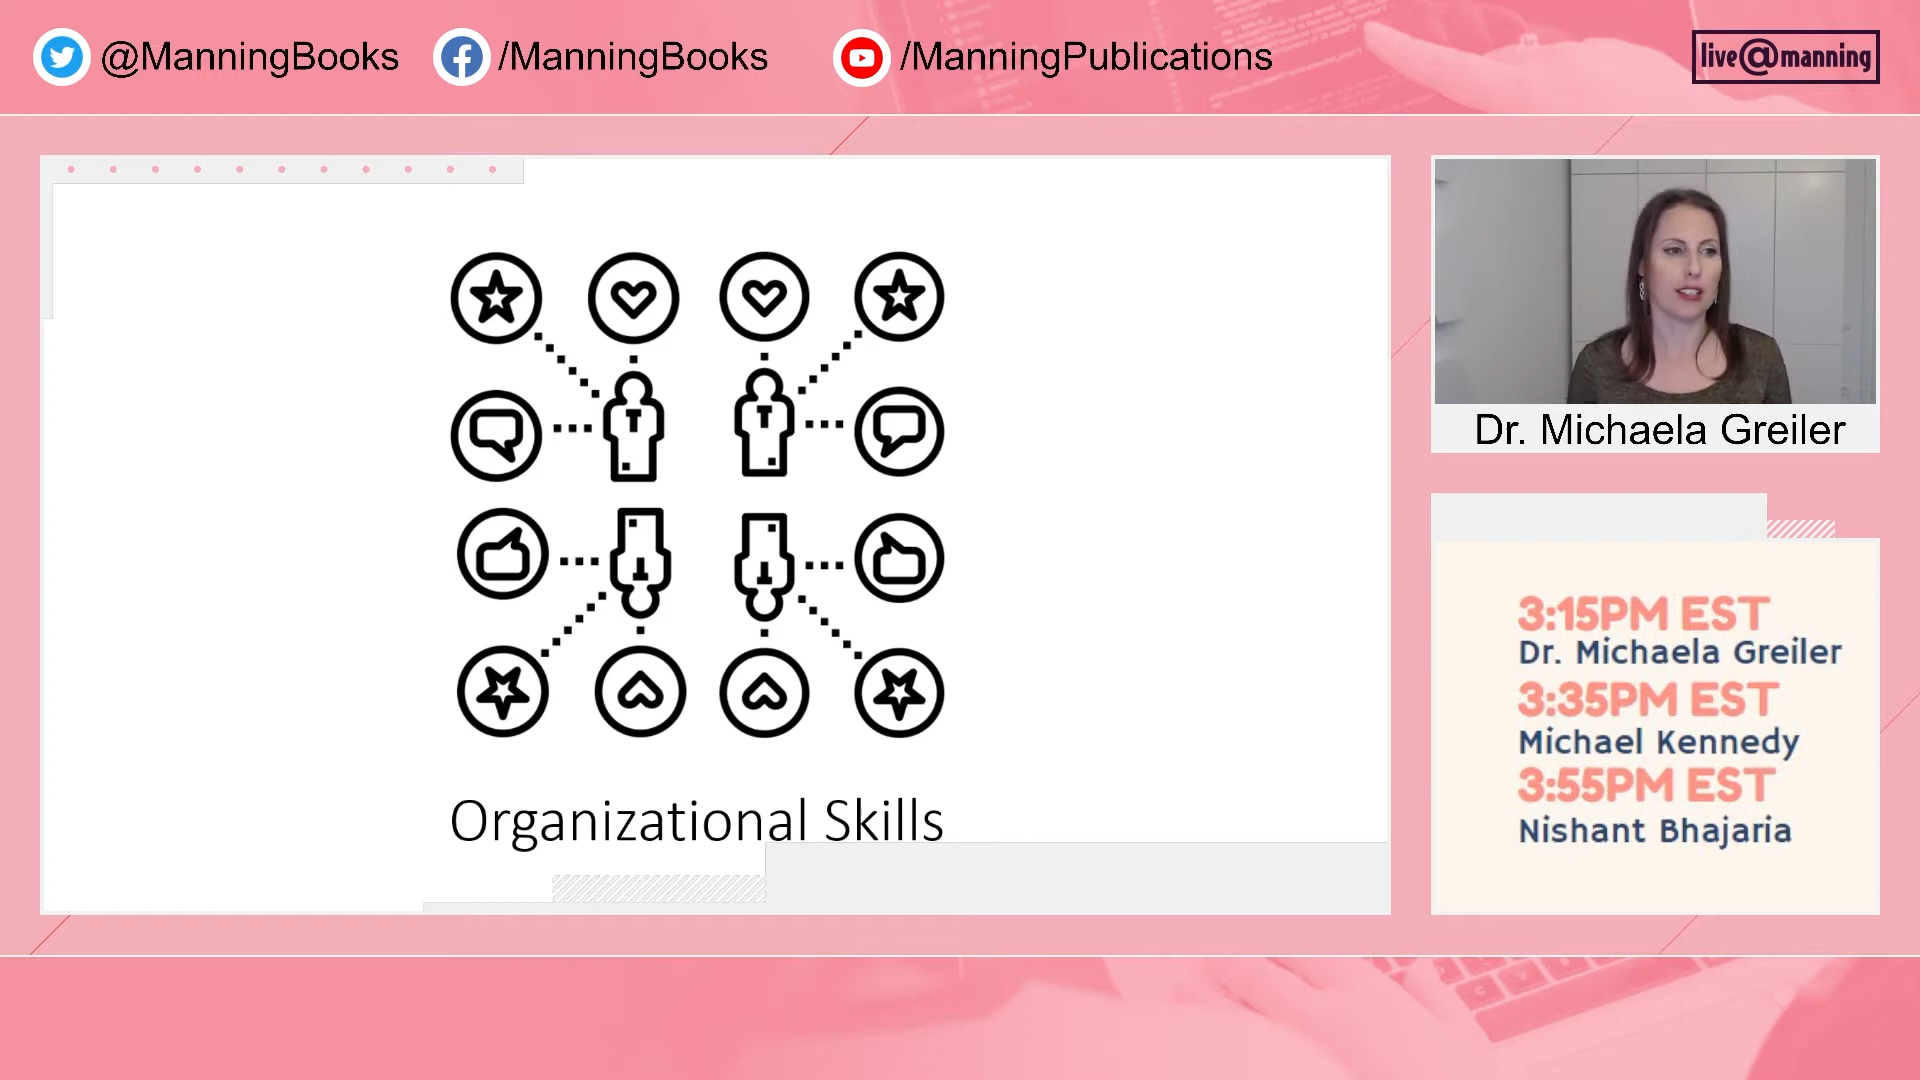 @ManningBooks
/ManningBooks
/ManningPublications
live@manning
Dr. Michaela Greiler
Organizational Skills
3:15PM EST
Dr. Michaela Greiler
3:35PM EST
Michael Kennedy
3:55PM EST
Nishant Bhajaria